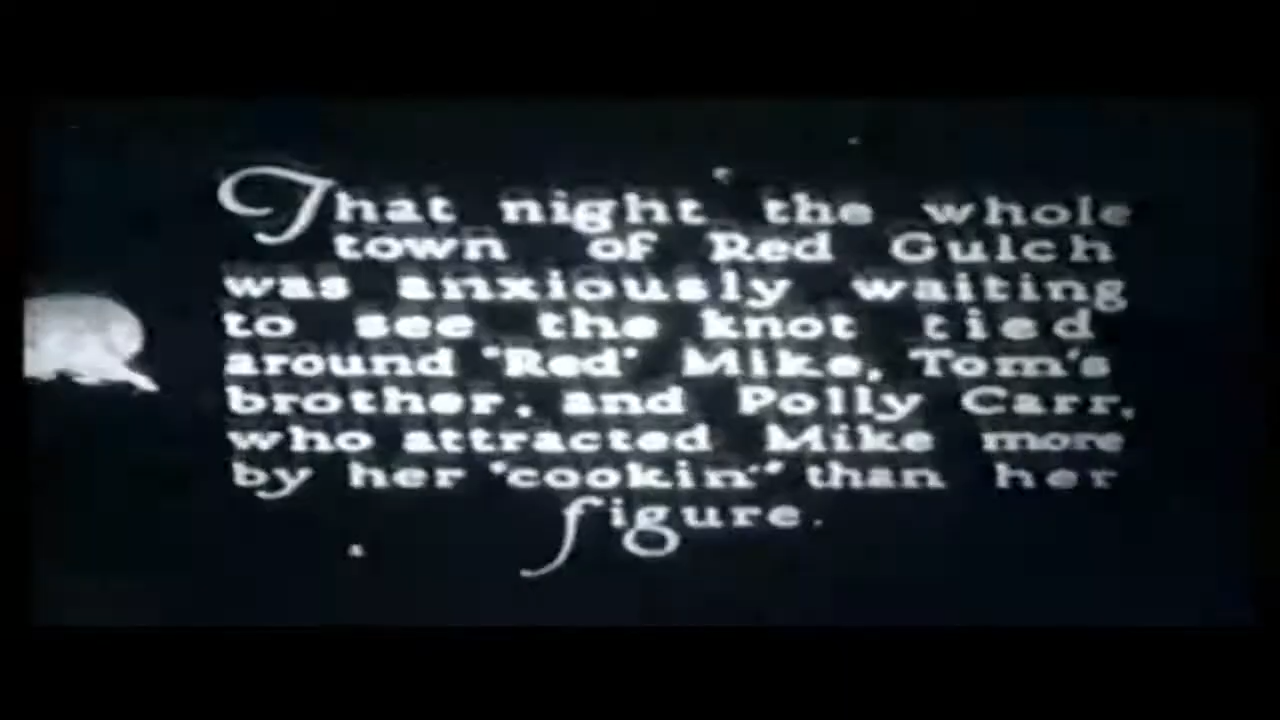 That night the whole
town of Red Gulch
was anxiously waiting
to see the knot tied
around "Red" Mike, Tom's
brother, and Polly Carr,
who attracted Mike more
by her "cookin'" than her
figure.